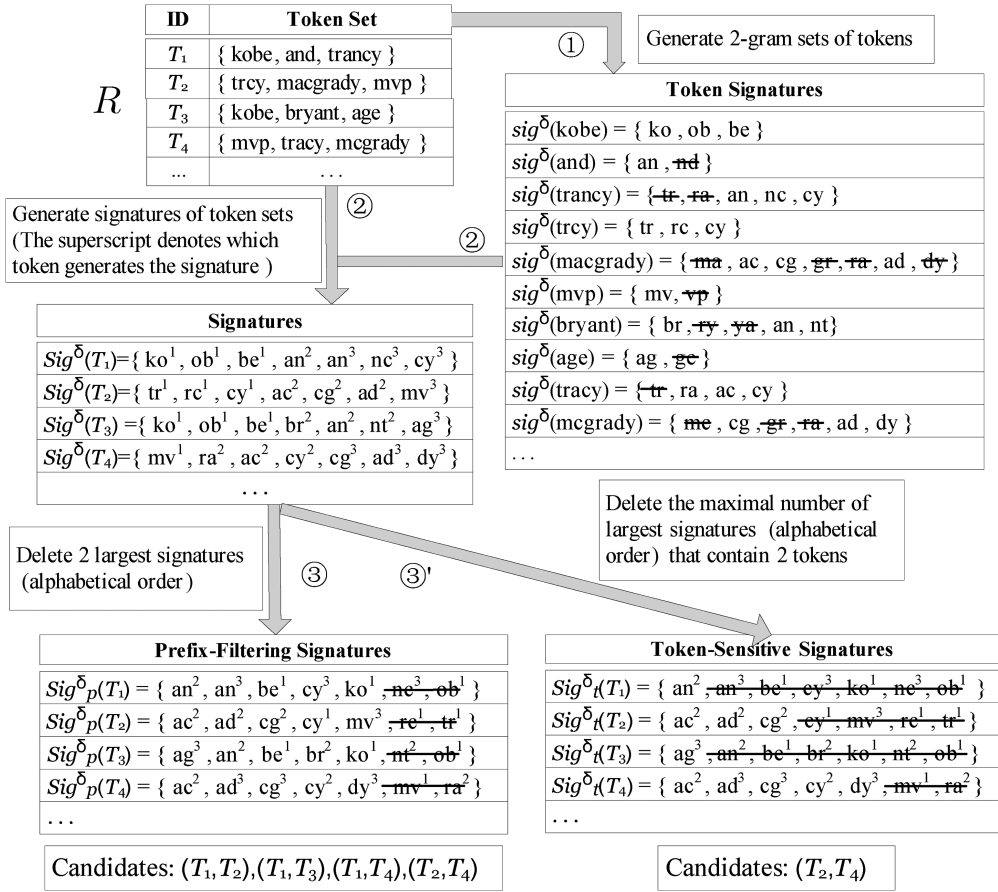 ID Token Set
T₁ { kobe, and, trancy }
T₂ { trcy, macgrady, mvp }
T₃ { kobe, bryant, age }
T₄ { mvp, tracy, mcgrady }
... . . .
R
①
Generate 2-gram sets of tokens
Token Signatures
sigᵟ(kobe) = { ko , ob , be }
sigᵟ(and) = { an , nd }
sigᵟ(trancy) = { tr , ra , an , nc , cy }
sigᵟ(trcy) = { tr , rc , cy }
sigᵟ(macgrady) = { ma , ac , cg , gr , ra , ad , dy }
sigᵟ(mvp) = { mv , vp }
sigᵟ(bryant) = { br , ry , ya , an , nt}
sigᵟ(age) = { ag , ge }
sigᵟ(tracy) = { tr , ra , ac , cy }
sigᵟ(mcgrady) = { mc , cg , gr , ra , ad , dy }
. . .
②
②
Generate signatures of token sets
(The superscript denotes which
token generates the signature )
Signatures
Sigᵟ(T₁)={ ko¹ , ob¹ , be¹ , an² , an³ , nc³ , cy³ }
Sigᵟ(T₂)={ tr¹ , rc¹ , cy¹ , ac² , cg² , ad² , mv³ }
Sigᵟ(T₃) ={ ko¹ , ob¹ , be¹, br² , an² , nt² , ag³ }
Sigᵟ(T₄)={ mv¹ , ra² , ac² , cy² , cg³ , ad³ , dy³ }
. . .
Delete 2 largest signatures
(alphabetical order)
③
③'
Delete the maximal number of
largest signatures (alphabetical
order) that contain 2 tokens
Prefix-Filtering Signatures
Sigᵟₚ(T₁) = { an² , an³ , be¹ , cy³ , ko¹ , nc³ , ob¹ }
Sigᵟₚ(T₂) = { ac² , ad² , cg² , cy¹ , mv³ , rc¹ , tr¹ }
Sigᵟₚ(T₃) = { ag³ , an² , be¹ , br² , ko¹ , nt² , ob¹ }
Sigᵟₚ(T₄) = { ac² , ad³ , cg³ , cy² , dy³ , mv¹ , ra² }
. . .
Candidates: (T₁,T₂),(T₁,T₃),(T₁,T₄),(T₂,T₄)
Token-Sensitive Signatures
Sigᵟₜ(T₁) = { an² , an³ , be¹ , cy³ , ko¹ , nc³ , ob¹ }
Sigᵟₜ(T₂) = { ac² , ad² , cg² , cy¹ , mv³ , rc¹ , tr¹ }
Sigᵟₜ(T₃) = { ag³ , an² , be¹ , br² , ko¹ , nt² , ob¹ }
Sigᵟₜ(T₄) = { ac² , ad³ , cg³ , cy² , dy³ , mv¹ , ra² }
. . .
Candidates: (T₂,T₄)